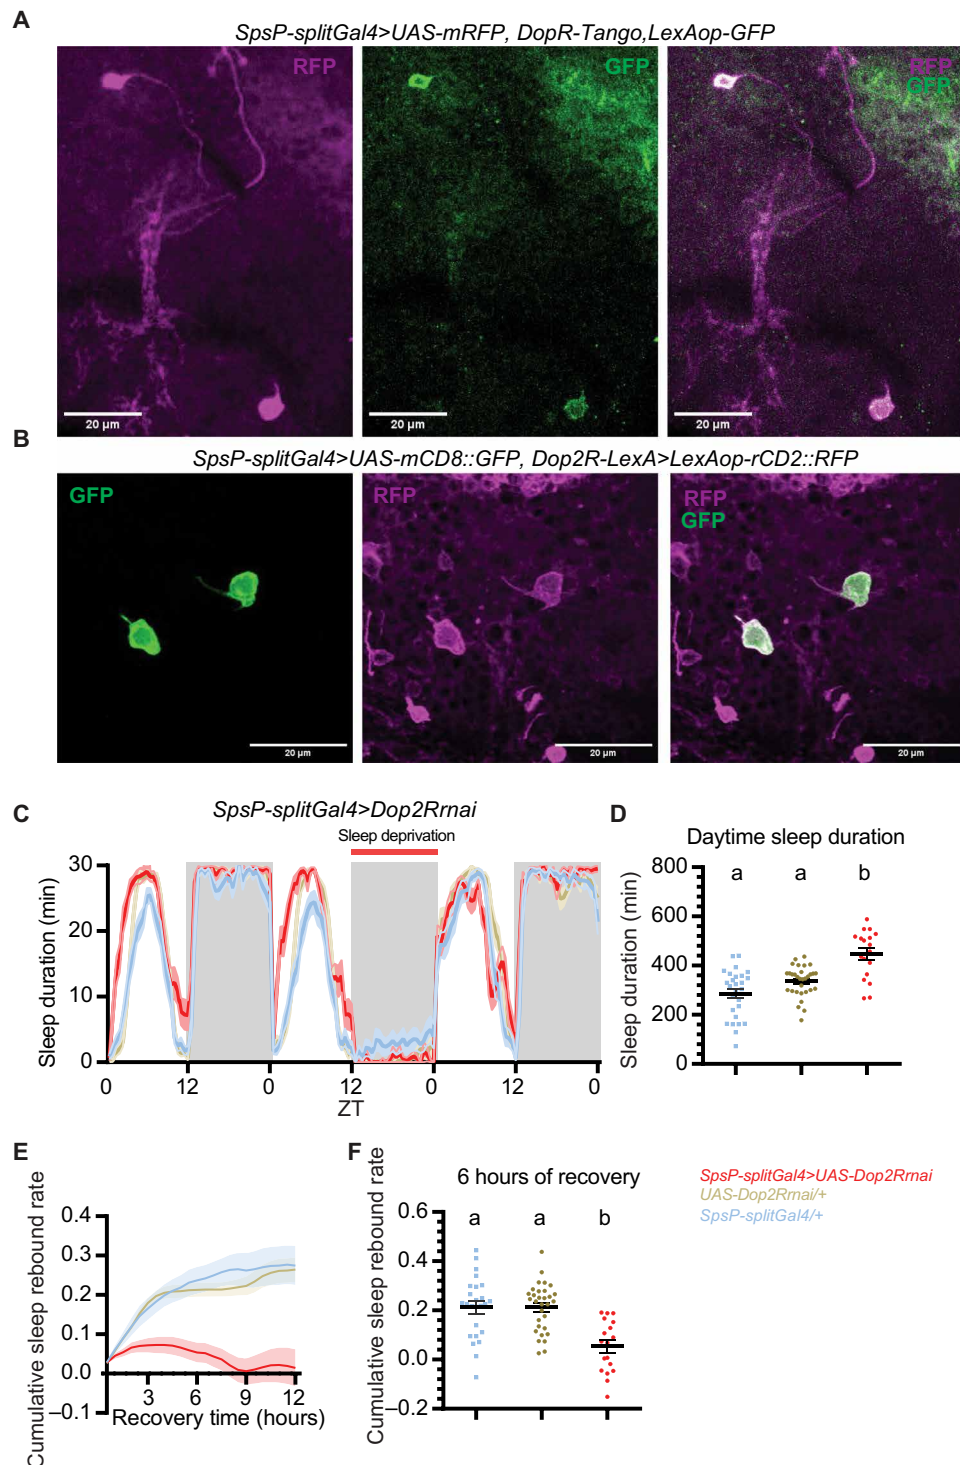 A
SpsP-splitGal4>UAS-mRFP, DopR-Tango,LexAop-GFP
RFP
GFP
RFP
GFP
20 µm
20 µm
20 µm
B
SpsP-splitGal4>UAS-mCD8::GFP, Dop2R-LexA>LexAop-rCD2::RFP
GFP
RFP
RFP
GFP
20 µm
20 µm
20 µm
C
SpsP-splitGal4>Dop2Rrnai
Sleep deprivation
Sleep duration (min)
30
20
10
0
0
12
0
12
0
12
0
ZT
D
Daytime sleep duration
Sleep duration (min)
800
600
400
200
0
a
a
b
E
Cumulative sleep rebound rate
0.4
0.3
0.2
0.1
0.0
–0.1
3
6
9
12
Recovery time (hours)
F
6 hours of recovery
Cumulative sleep rebound rate
0.6
0.4
0.2
0.0
–0.2
a
a
b
SpsP-splitGal4>UAS-Dop2Rrnai
UAS-Dop2Rrnai/+
SpsP-splitGal4/+